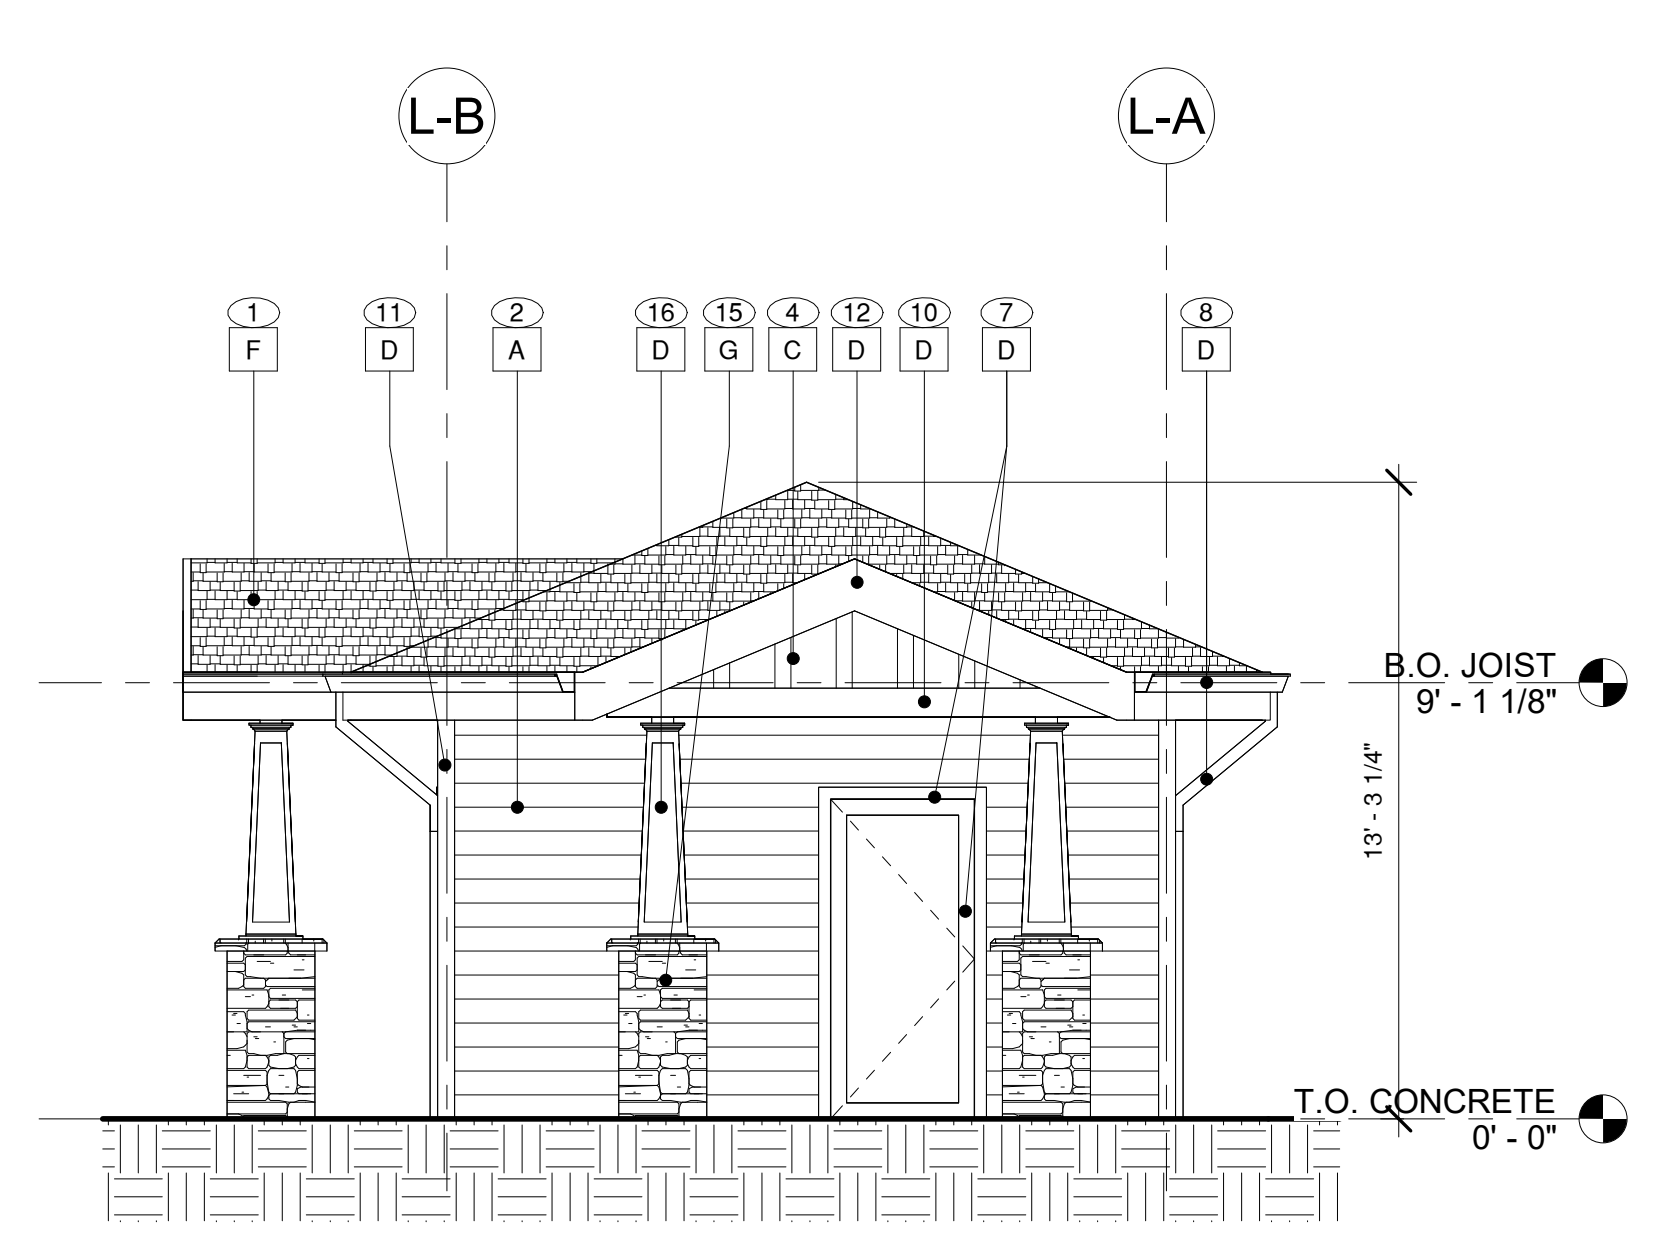 L-B
L-A
1
11
2
16
15
4
12
10
7
8
F
D
A
D
G
C
D
D
D
D
B.O. JOIST
9' - 1 1/8"
13' - 3 1/4"
T.O. CONCRETE
0' - 0"